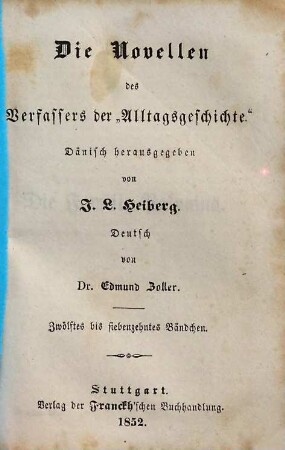 Die Novellen
des
Verfassers der „Alltagsgeschichte.“
Dänisch herausgegeben
von
J. L. Heiberg.
Deutsch
von
Dr. Edmund Zoller.
Zwölftes bis siebenzehntes Bändchen.
Stuttgart.
Verlag der Franckh'schen Buchhandlung.
1852.